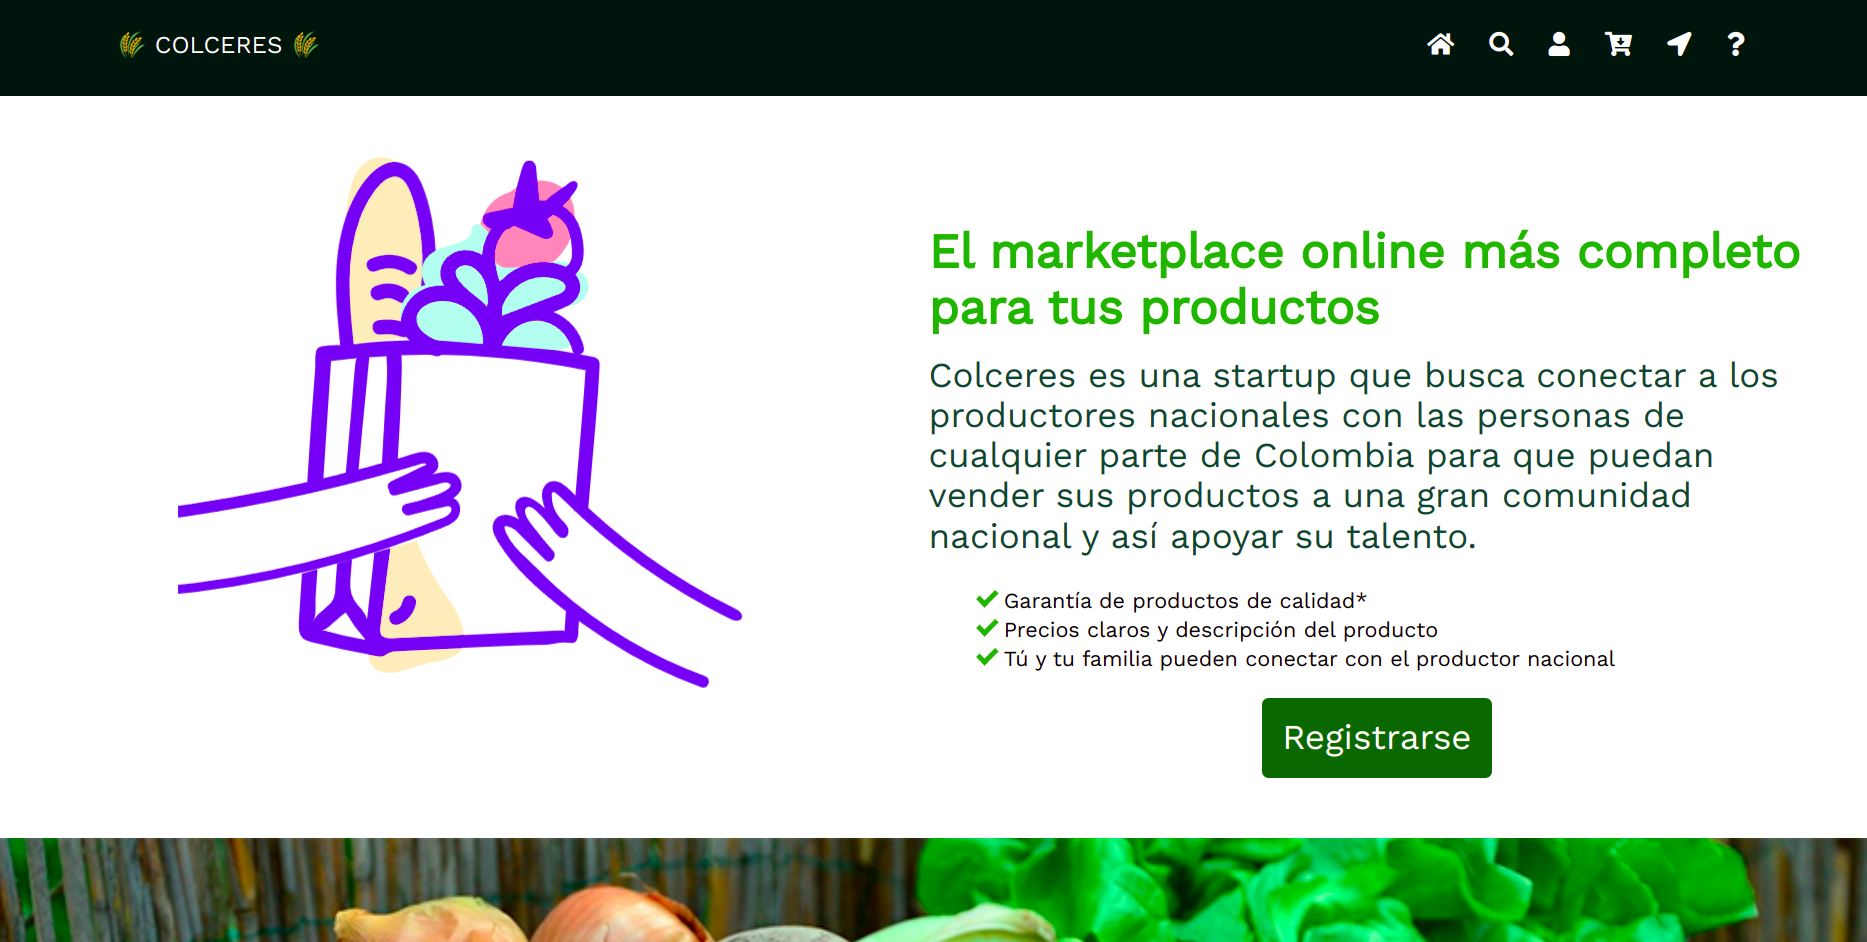 COLCERES
El marketplace online más completo
para tus productos
Colceres es una startup que busca conectar a los
productores nacionales con las personas de
cualquier parte de Colombia para que puedan
vender sus productos a una gran comunidad
nacional y así apoyar su talento.
Garantía de productos de calidad*
Precios claros y descripción del producto
Tú y tu familia pueden conectar con el productor nacional
Registrarse